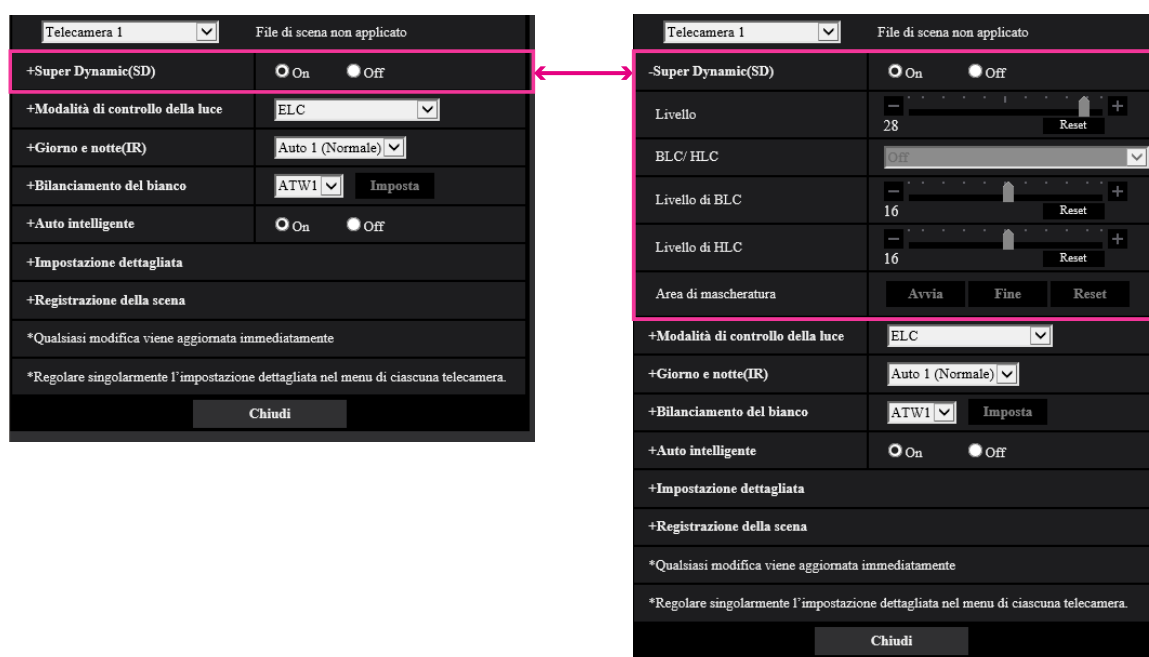 Telecamera 1 File di scena non applicato
+Super Dynamic(SD) On Off
+Modalità di controllo della luce ELC
+Giorno e notte(IR) Auto 1 (Normale)
+Bilanciamento del bianco ATW1 Imposta
+Auto intelligente On Off
+Impostazione dettagliata
+Registrazione della scena
*Qualsiasi modifica viene aggiornata immediatamente
*Regolare singolarmente l'impostazione dettagliata nel menu di ciascuna telecamera.
Chiudi
Telecamera 1 File di scena non applicato
-Super Dynamic(SD) On Off
Livello − +
28 Reset
BLC/ HLC Off
Livello di BLC − +
16 Reset
Livello di HLC − +
16 Reset
Area di mascheratura Avvia Fine Reset
+Modalità di controllo della luce ELC
+Giorno e notte(IR) Auto 1 (Normale)
+Bilanciamento del bianco ATW1 Imposta
+Auto intelligente On Off
+Impostazione dettagliata
+Registrazione della scena
*Qualsiasi modifica viene aggiornata immediatamente
*Regolare singolarmente l'impostazione dettagliata nel menu di ciascuna telecamera.
Chiudi